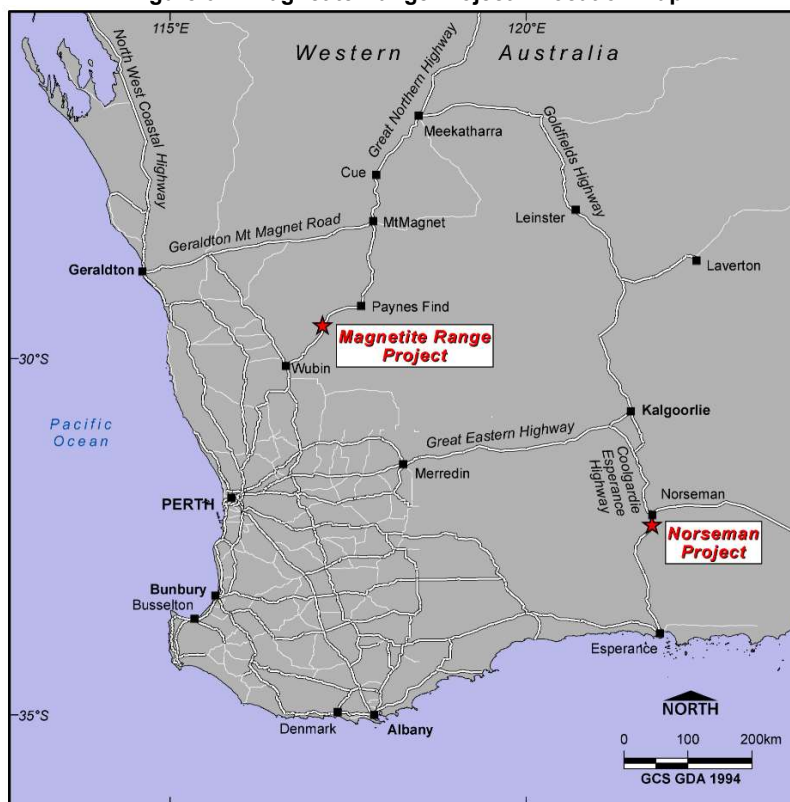 115°E
120°E
Western Australia
North West Coastal Highway
Great Northern Highway
Meekatharra
Goldfields Highway
Cue
Leinster
MtMagnet
Geraldton Mt Magnet Road
Geraldton
Laverton
Paynes Find
Magnetite Range
Project
30°S
Wubin
Pacific
Ocean
Kalgoorlie
Great Eastern Highway
Merredin
Coolgardie
Esperance
Highway
PERTH
Norseman
Norseman
Project
Bunbury
Busselton
Esperance
35°S
Denmark
Albany
NORTH
0 100 200km
GCS GDA 1994